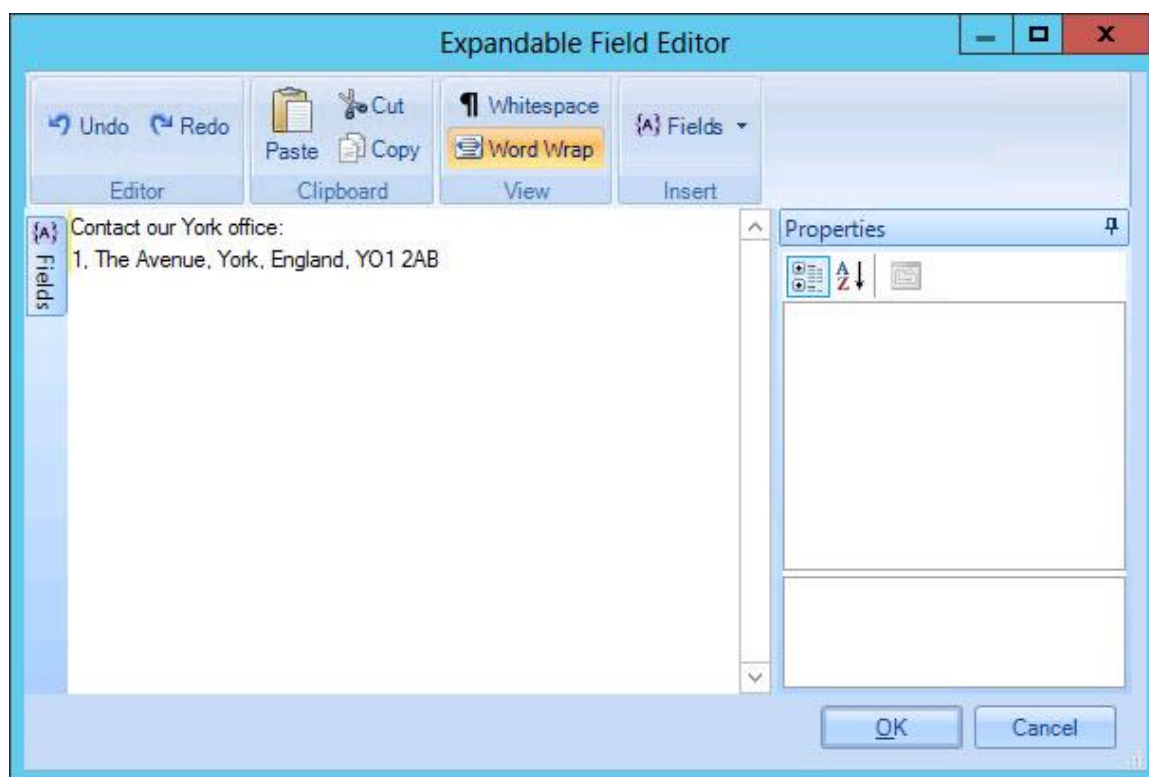 Expandable Field Editor
Undo Redo
Paste
Cut
Copy
Whitespace
Word Wrap
{A} Fields
Editor
Clipboard
View
Insert
{A} Fields
Contact our York office:
1, The Avenue, York, England, YO1 2AB
Properties
A
Z
OK
Cancel